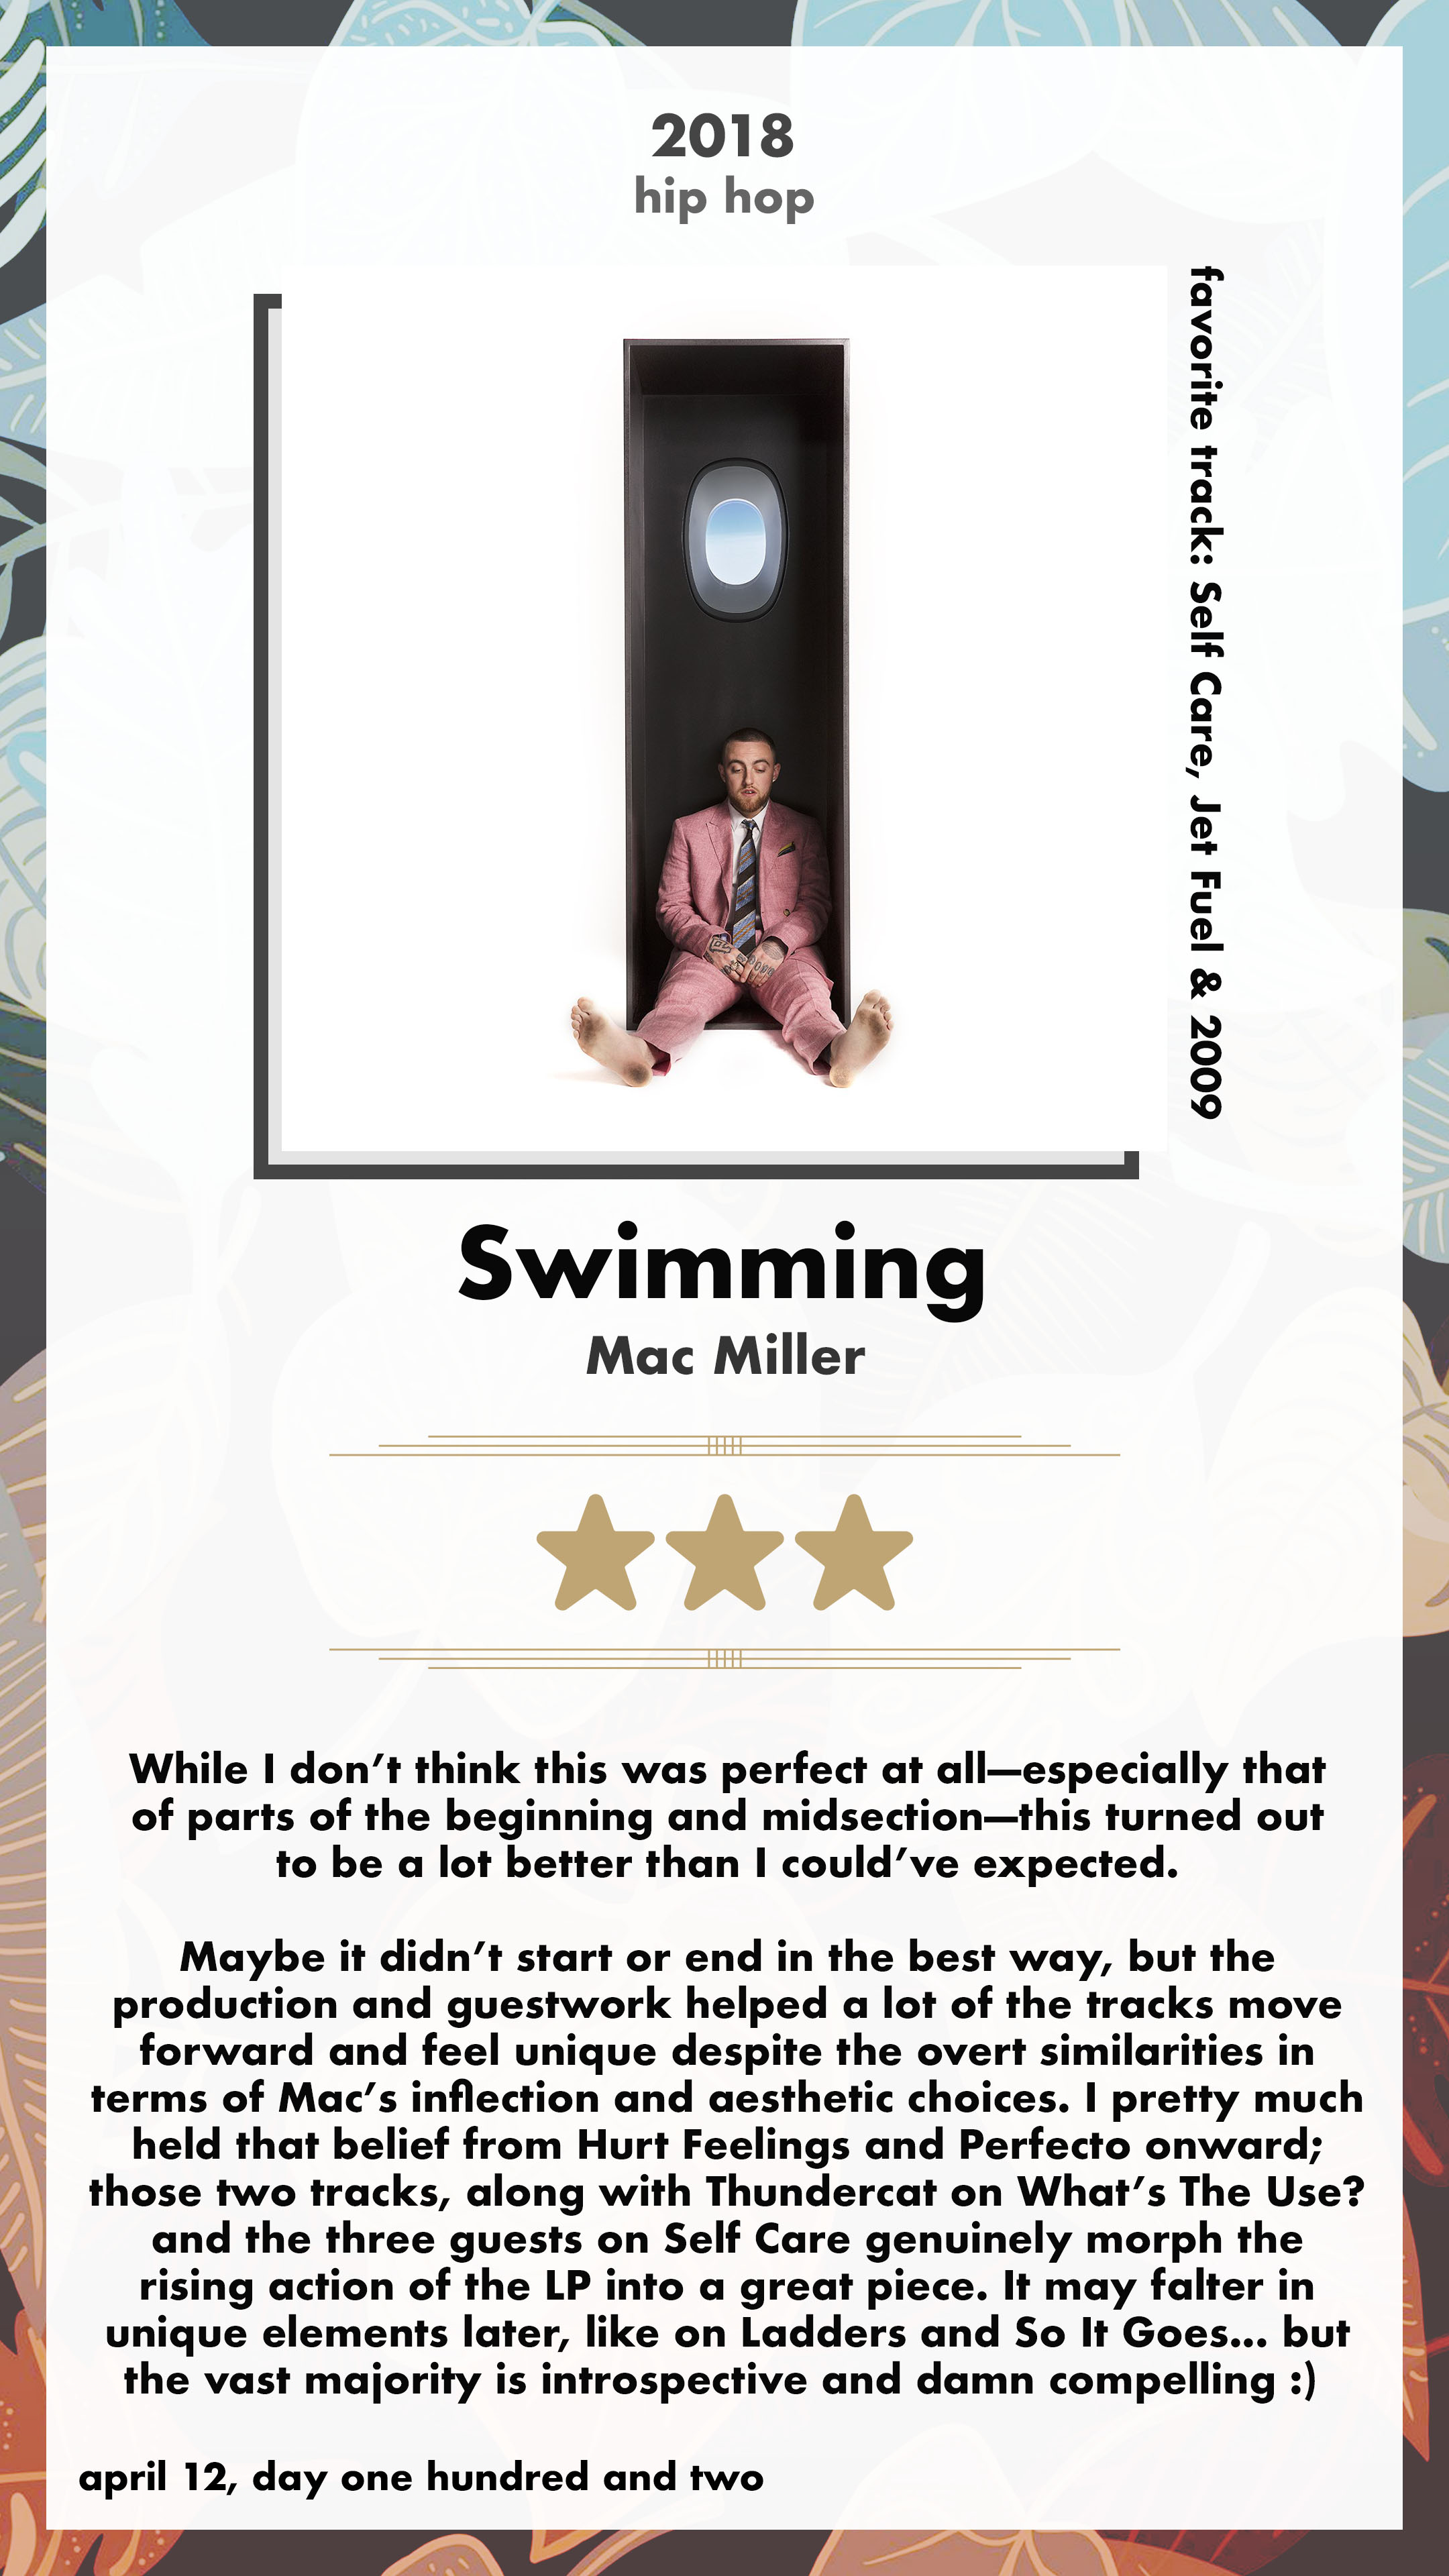 2018
hip hop
favorite track: Self Care, Jet Fuel & 2009
Swimming
Mac Miller
While I don’t think this was perfect at all—especially that
of parts of the beginning and midsection—this turned out
to be a lot better than I could’ve expected.
Maybe it didn’t start or end in the best way, but the
production and guestwork helped a lot of the tracks move
forward and feel unique despite the overt similarities in
terms of Mac’s inflection and aesthetic choices. I pretty much
held that belief from Hurt Feelings and Perfecto onward;
those two tracks, along with Thundercat on What’s The Use?
and the three guests on Self Care genuinely morph the
rising action of the LP into a great piece. It may falter in
unique elements later, like on Ladders and So It Goes... but
the vast majority is introspective and damn compelling :)
april 12, day one hundred and two